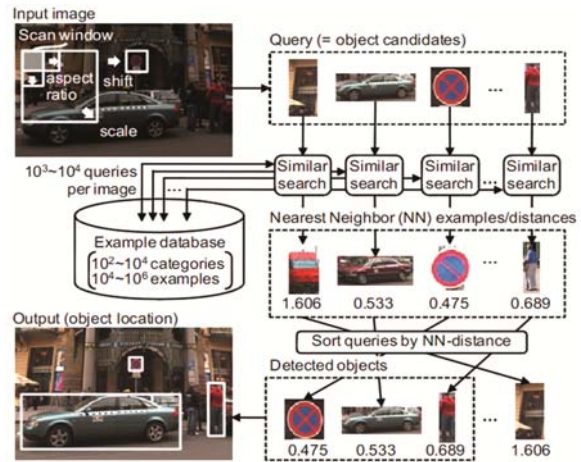 Input image
Scan window
aspect
ratio
shift
scale
Query (= object candidates)
...
10³~10⁴ queries
per image
...
Similar
search
Similar
search
Similar
search
...
Similar
search
Example database
10²~10⁴ categories
10⁴~10⁶ examples
Nearest Neighbor (NN) examples/distances
...
1.606
0.533
0.475
0.689
Sort queries by NN-distance
Output (object location)
Detected objects
...
0.475
0.533
0.689
1.606